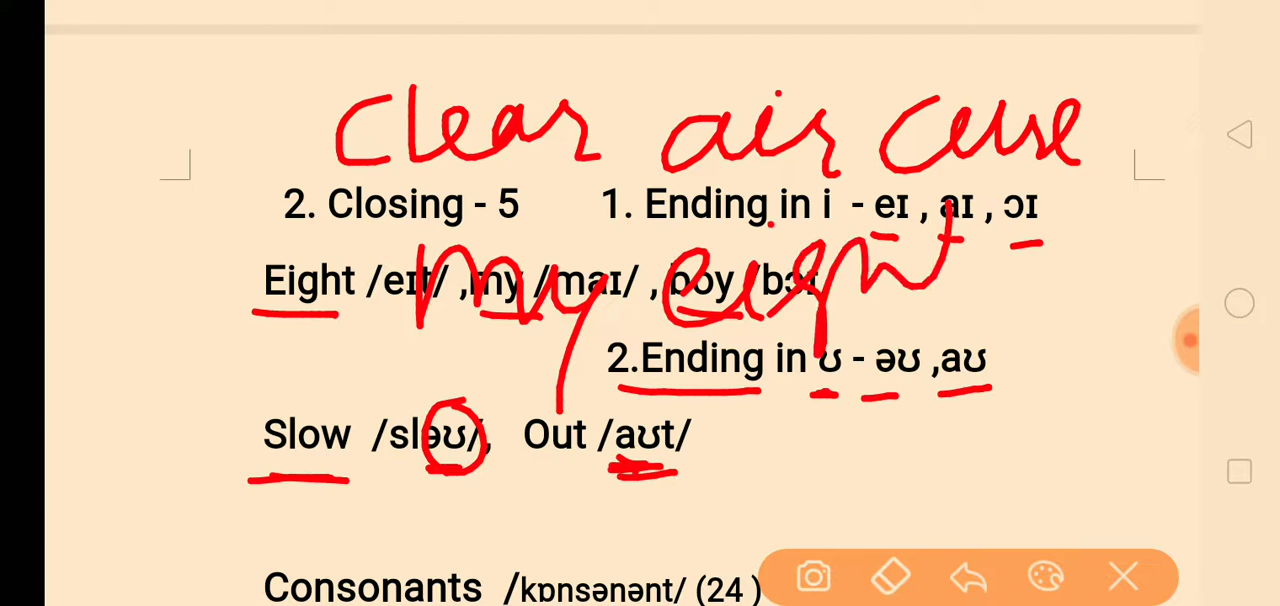 clear air cure
2. Closing - 5 1. Ending in i - eɪ , aɪ , ɔɪ
Eight /eɪt/ ,my /maɪ/ , boy /bɔɪ
my eight
2.Ending in ʊ - əʊ ,aʊ
Slow /sləʊ/, Out /aʊt/
Consonants /kɒnsənənt/ (24 )